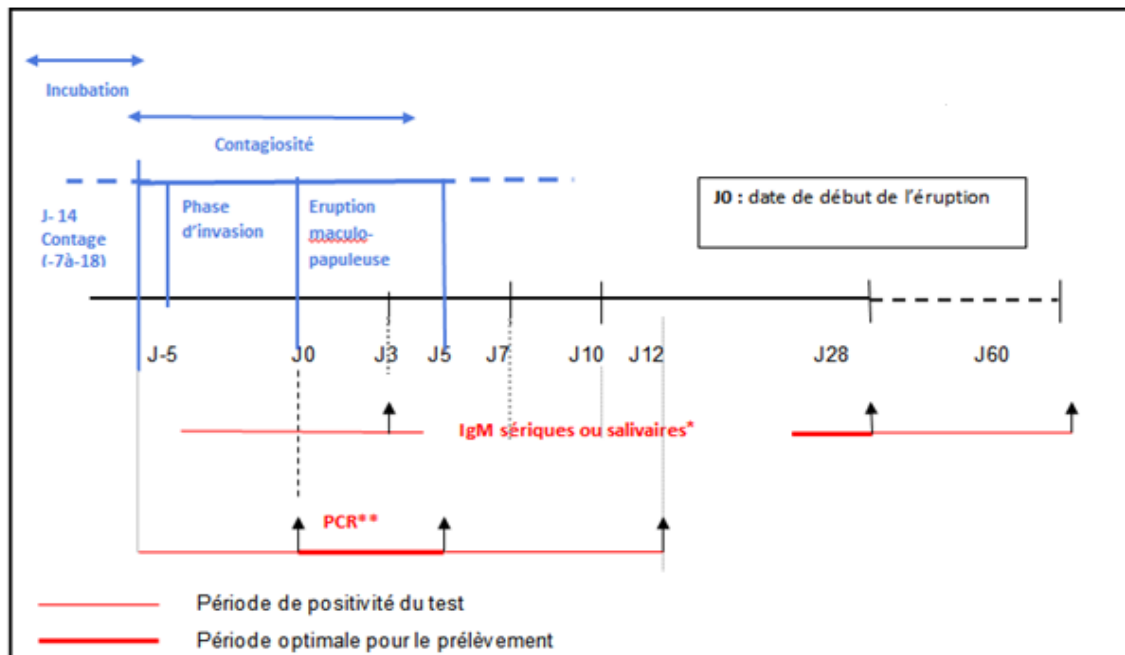 Incubation
Contagiosité
J- 14
Contage
(-7à-18)
Phase
d'invasion
Eruption
maculo-
papuleuse
J0 : date de début de l'éruption
J-5 J0 J3 J5 J7 J10 J12 J28 J60
IgM sériques ou salivaires*
PCR**
Période de positivité du test
Période optimale pour le prélèvement